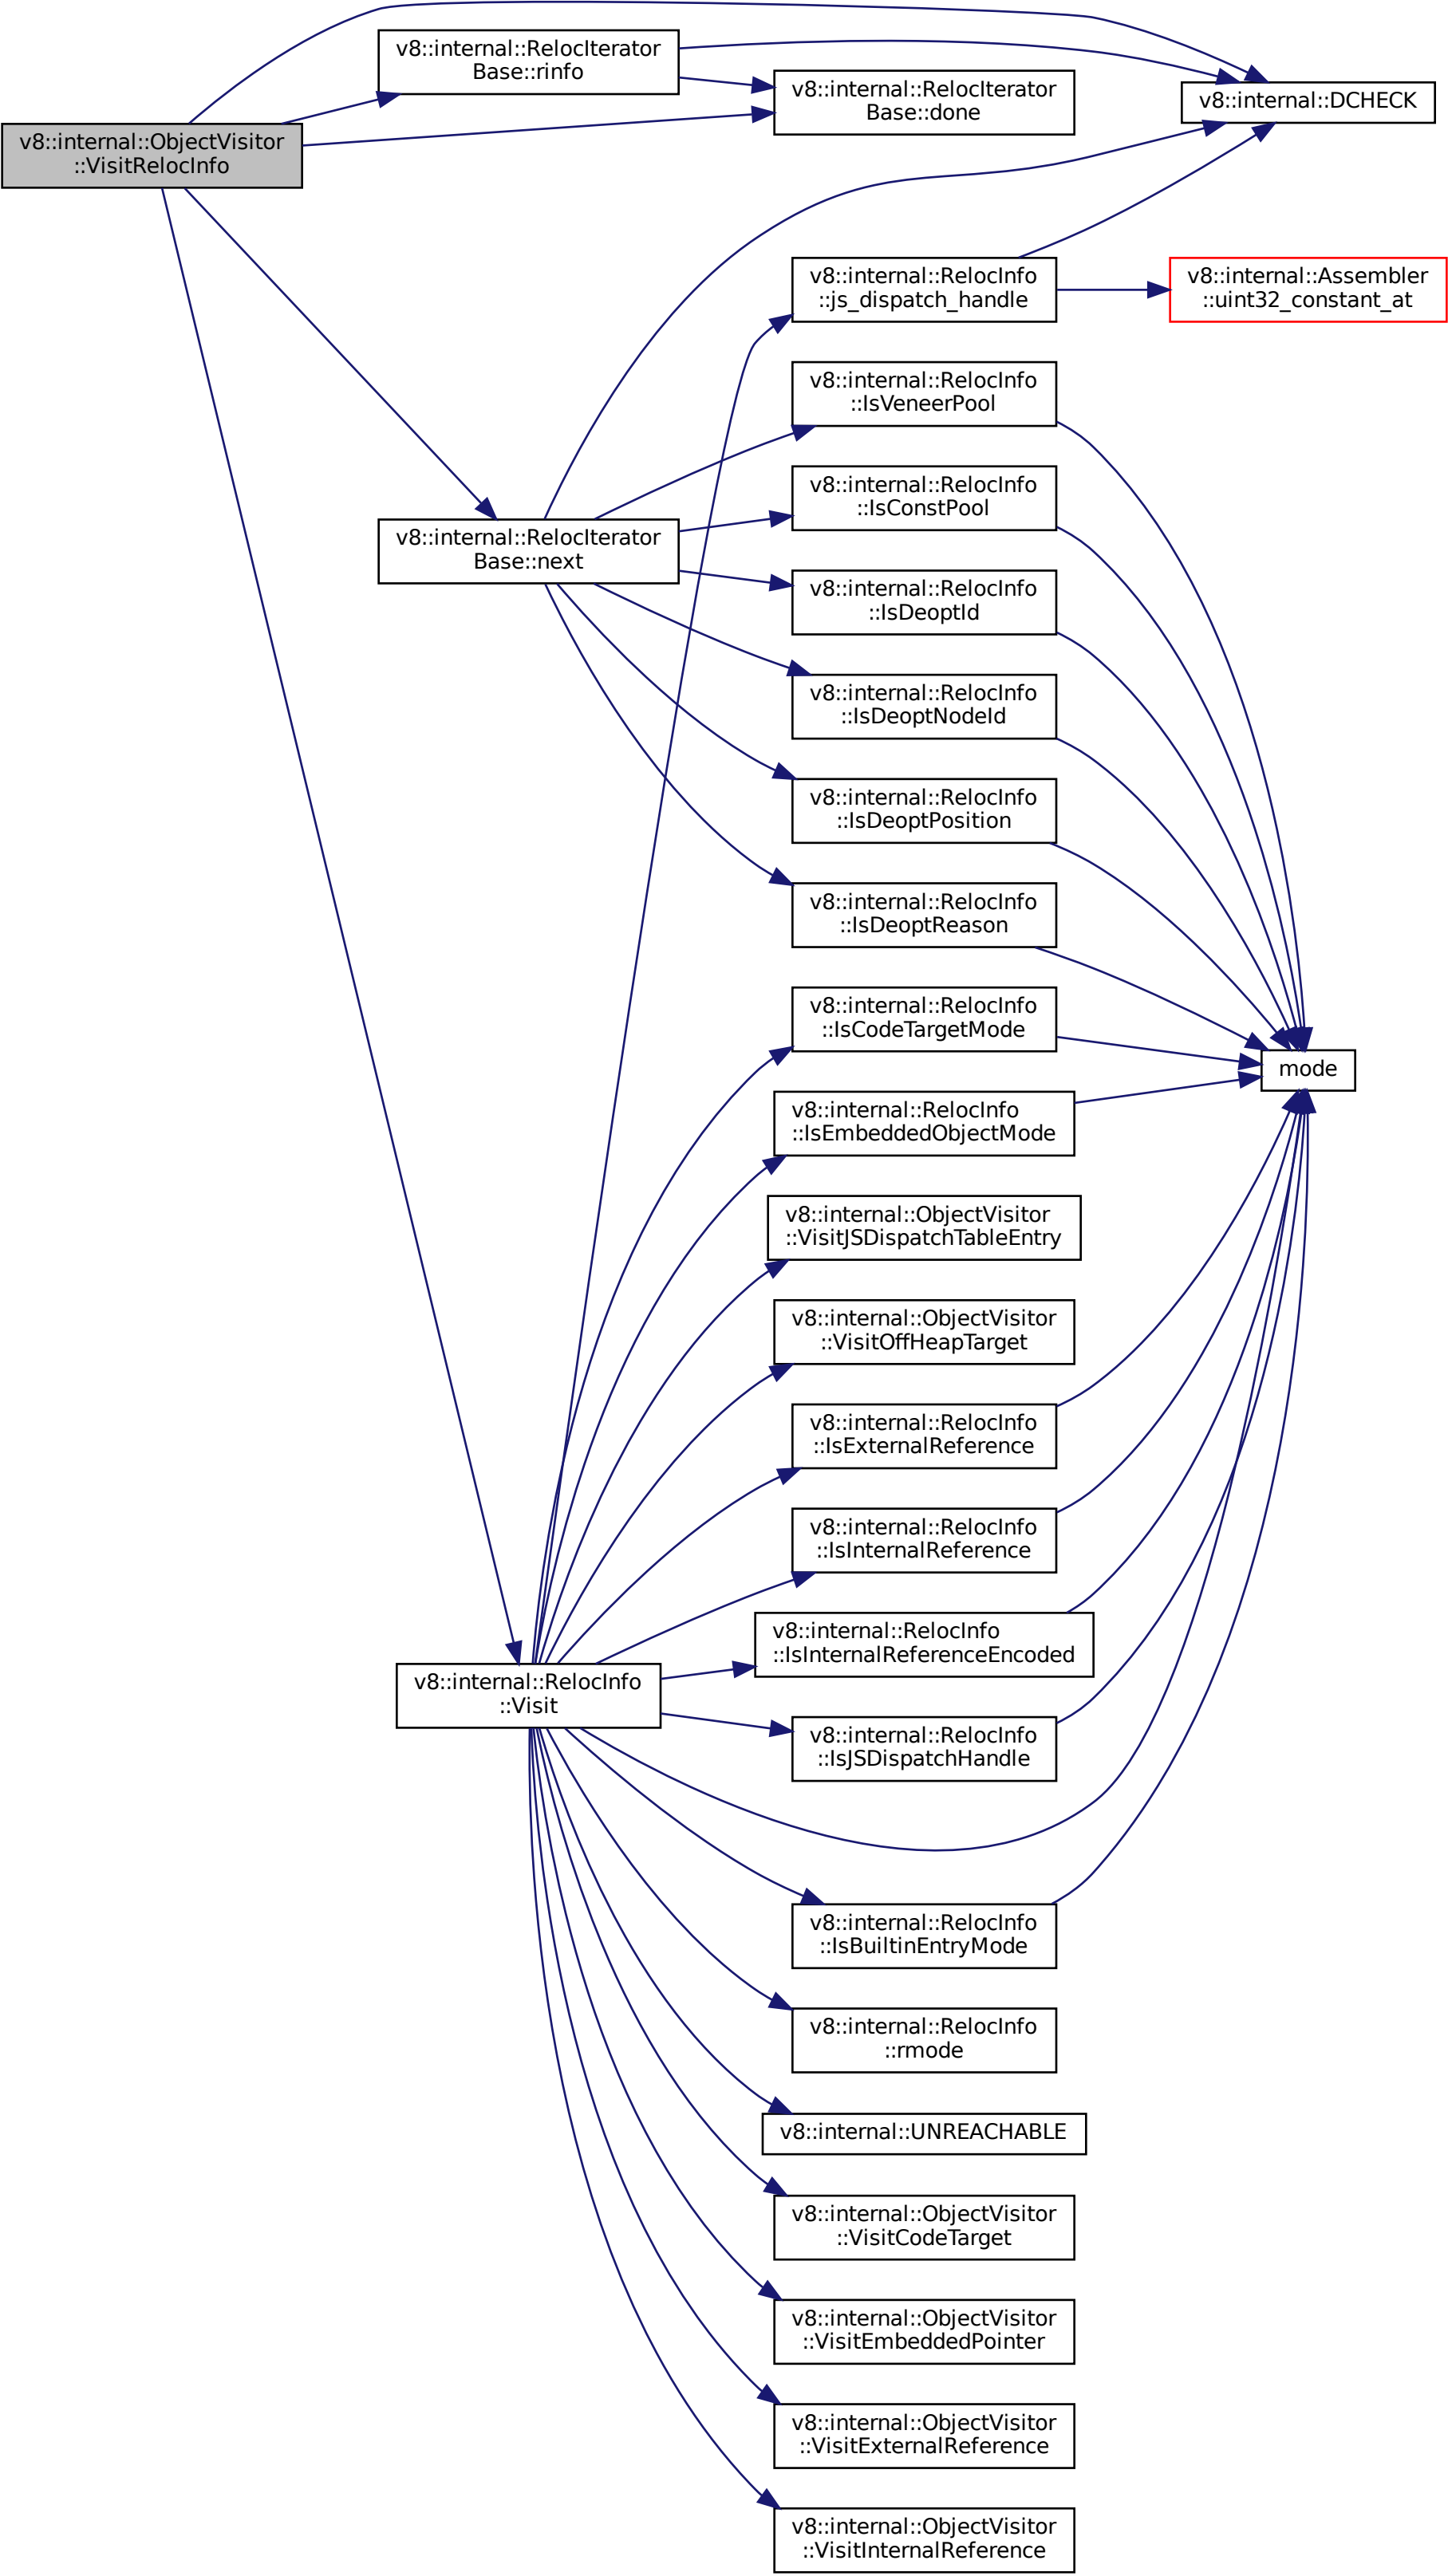 v8::internal::ObjectVisitor
::VisitRelocInfo
v8::internal::RelocIterator
Base::rinfo
v8::internal::RelocIterator
Base::done
v8::internal::DCHECK
v8::internal::RelocInfo
::js_dispatch_handle
v8::internal::Assembler
::uint32_constant_at
v8::internal::RelocInfo
::IsVeneerPool
v8::internal::RelocInfo
::IsConstPool
v8::internal::RelocIterator
Base::next
v8::internal::RelocInfo
::IsDeoptId
v8::internal::RelocInfo
::IsDeoptNodeId
v8::internal::RelocInfo
::IsDeoptPosition
v8::internal::RelocInfo
::IsDeoptReason
v8::internal::RelocInfo
::IsCodeTargetMode
mode
v8::internal::RelocInfo
::IsEmbeddedObjectMode
v8::internal::ObjectVisitor
::VisitJSDispatchTableEntry
v8::internal::ObjectVisitor
::VisitOffHeapTarget
v8::internal::RelocInfo
::IsExternalReference
v8::internal::RelocInfo
::IsInternalReference
v8::internal::RelocInfo
::IsInternalReferenceEncoded
v8::internal::RelocInfo
::Visit
v8::internal::RelocInfo
::IsJSDispatchHandle
v8::internal::RelocInfo
::IsBuiltinEntryMode
v8::internal::RelocInfo
::rmode
v8::internal::UNREACHABLE
v8::internal::ObjectVisitor
::VisitCodeTarget
v8::internal::ObjectVisitor
::VisitEmbeddedPointer
v8::internal::ObjectVisitor
::VisitExternalReference
v8::internal::ObjectVisitor
::VisitInternalReference